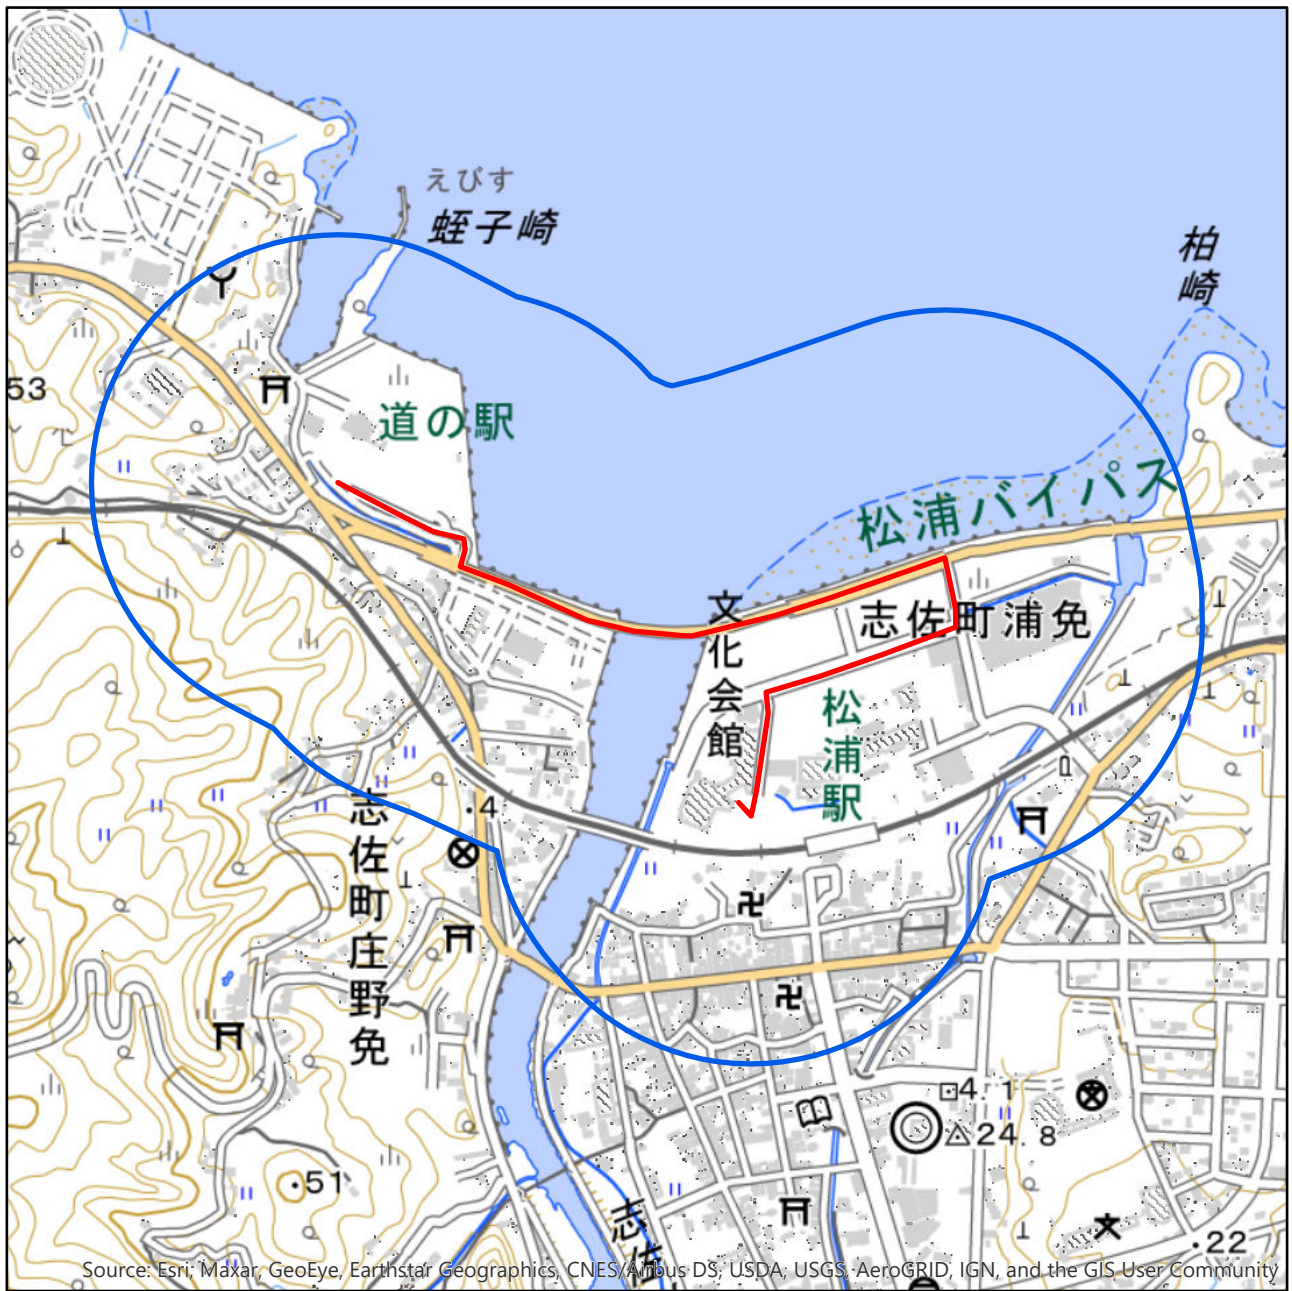 えびす
蛭子崎
柏崎
53
道の駅
松浦バイパス
文化会館
志佐町浦免
松浦駅
志佐町庄野免
.4
4.1
24.8
.51
志佐
.22
Source: Esri, Maxar, GeoEye, Earthstar Geographics, CNES/Airbus DS, USDA, USGS, AeroGRID, IGN, and the GIS User Community